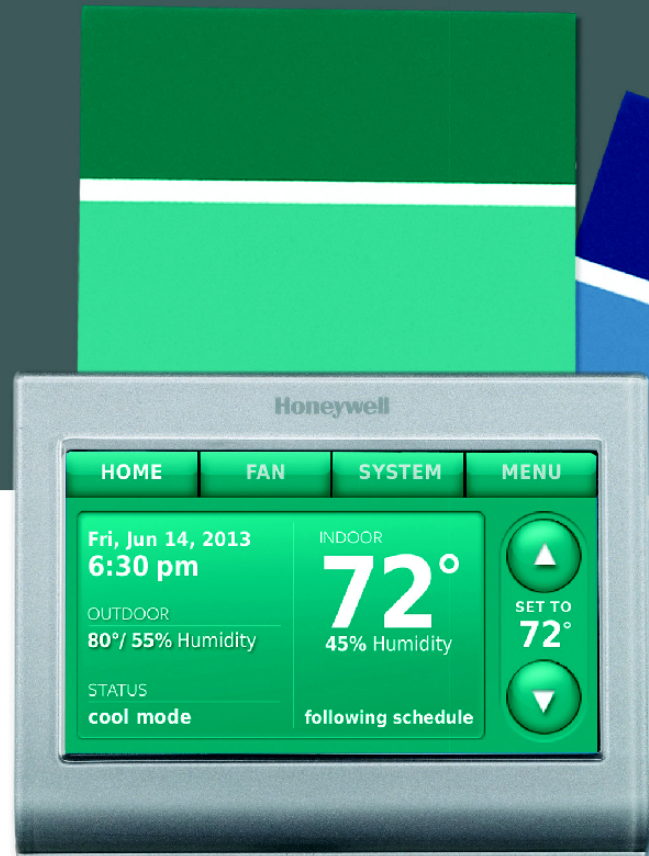 Honeywell
HOME FAN SYSTEM MENU
Fri, Jun 14, 2013
6:30 pm
OUTDOOR
80°/ 55% Humidity
STATUS
cool mode
INDOOR
72°
45% Humidity
following schedule
SET TO
72°